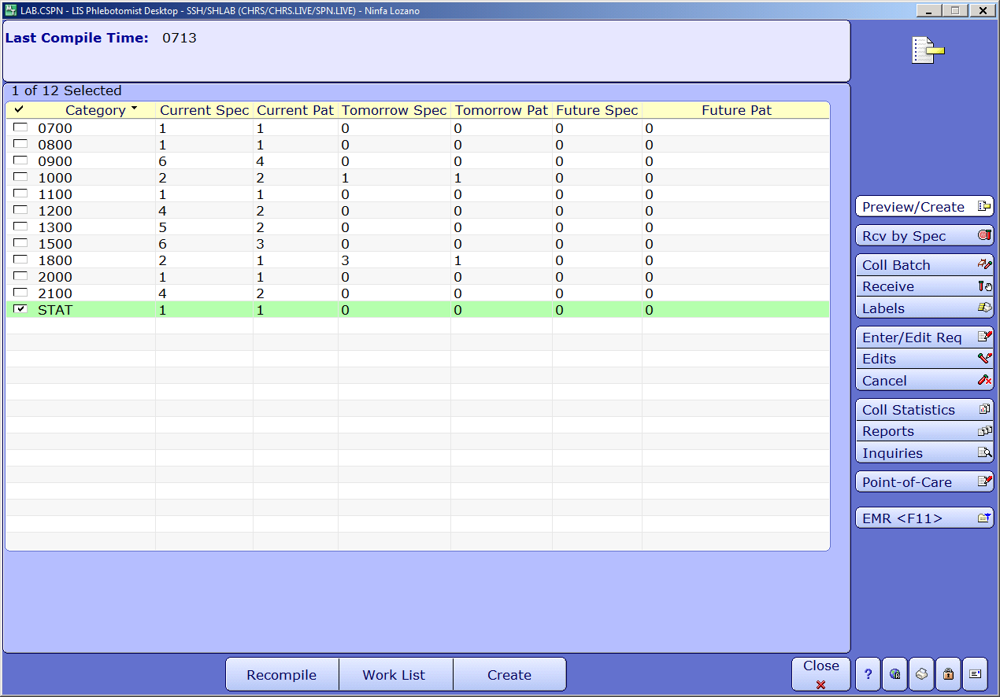 LAB.CSPN - LIS Phlebotomist Desktop - SSH/SHLAB (CHRS/CHRS.LIVE/SPN.LIVE) - Ninfa Lozano
Last Compile Time: 0713
1 of 12 Selected
Category Current Spec Current Pat Tomorrow Spec Tomorrow Pat Future Spec Future Pat
0700 1 1 0 0 0 0
0800 1 1 0 0 0 0
0900 6 4 0 0 0 0
1000 2 2 1 1 0 0
1100 1 1 0 0 0 0
1200 4 2 0 0 0 0
1300 5 2 0 0 0 0
1500 6 3 0 0 0 0
1800 2 1 3 1 0 0
2000 1 1 0 0 0 0
2100 4 2 0 0 0 0
STAT 1 1 0 0 0 0
Preview/Create
Rcv by Spec
Coll Batch
Receive
Labels
Enter/Edit Req
Edits
Cancel
Coll Statistics
Reports
Inquiries
Point-of-Care
EMR <F11>
Recompile Work List Create Close ?